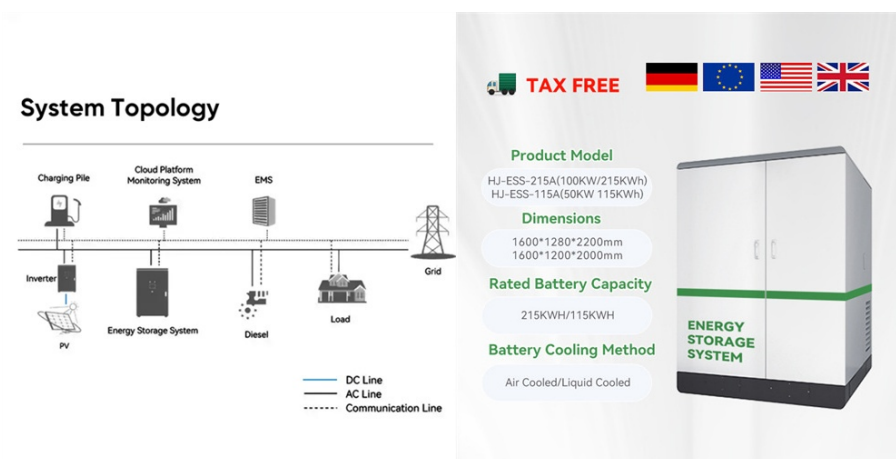 System Topology
Charging Pile
Cloud Platform
Monitoring System
EMS
Grid
Inverter
PV
Energy Storage System
Diesel
Load
DC Line
AC Line
Communication Line
TAX FREE
Product Model
HJ-ESS-215A(100KW/215KWh)
HJ-ESS-115A(50KW 115KWh)
Dimensions
1600*1280*2200mm
1600*1200*2000mm
Rated Battery Capacity
215KWH/115KWH
Battery Cooling Method
Air Cooled/Liquid Cooled
ENERGY
STORAGE
SYSTEM